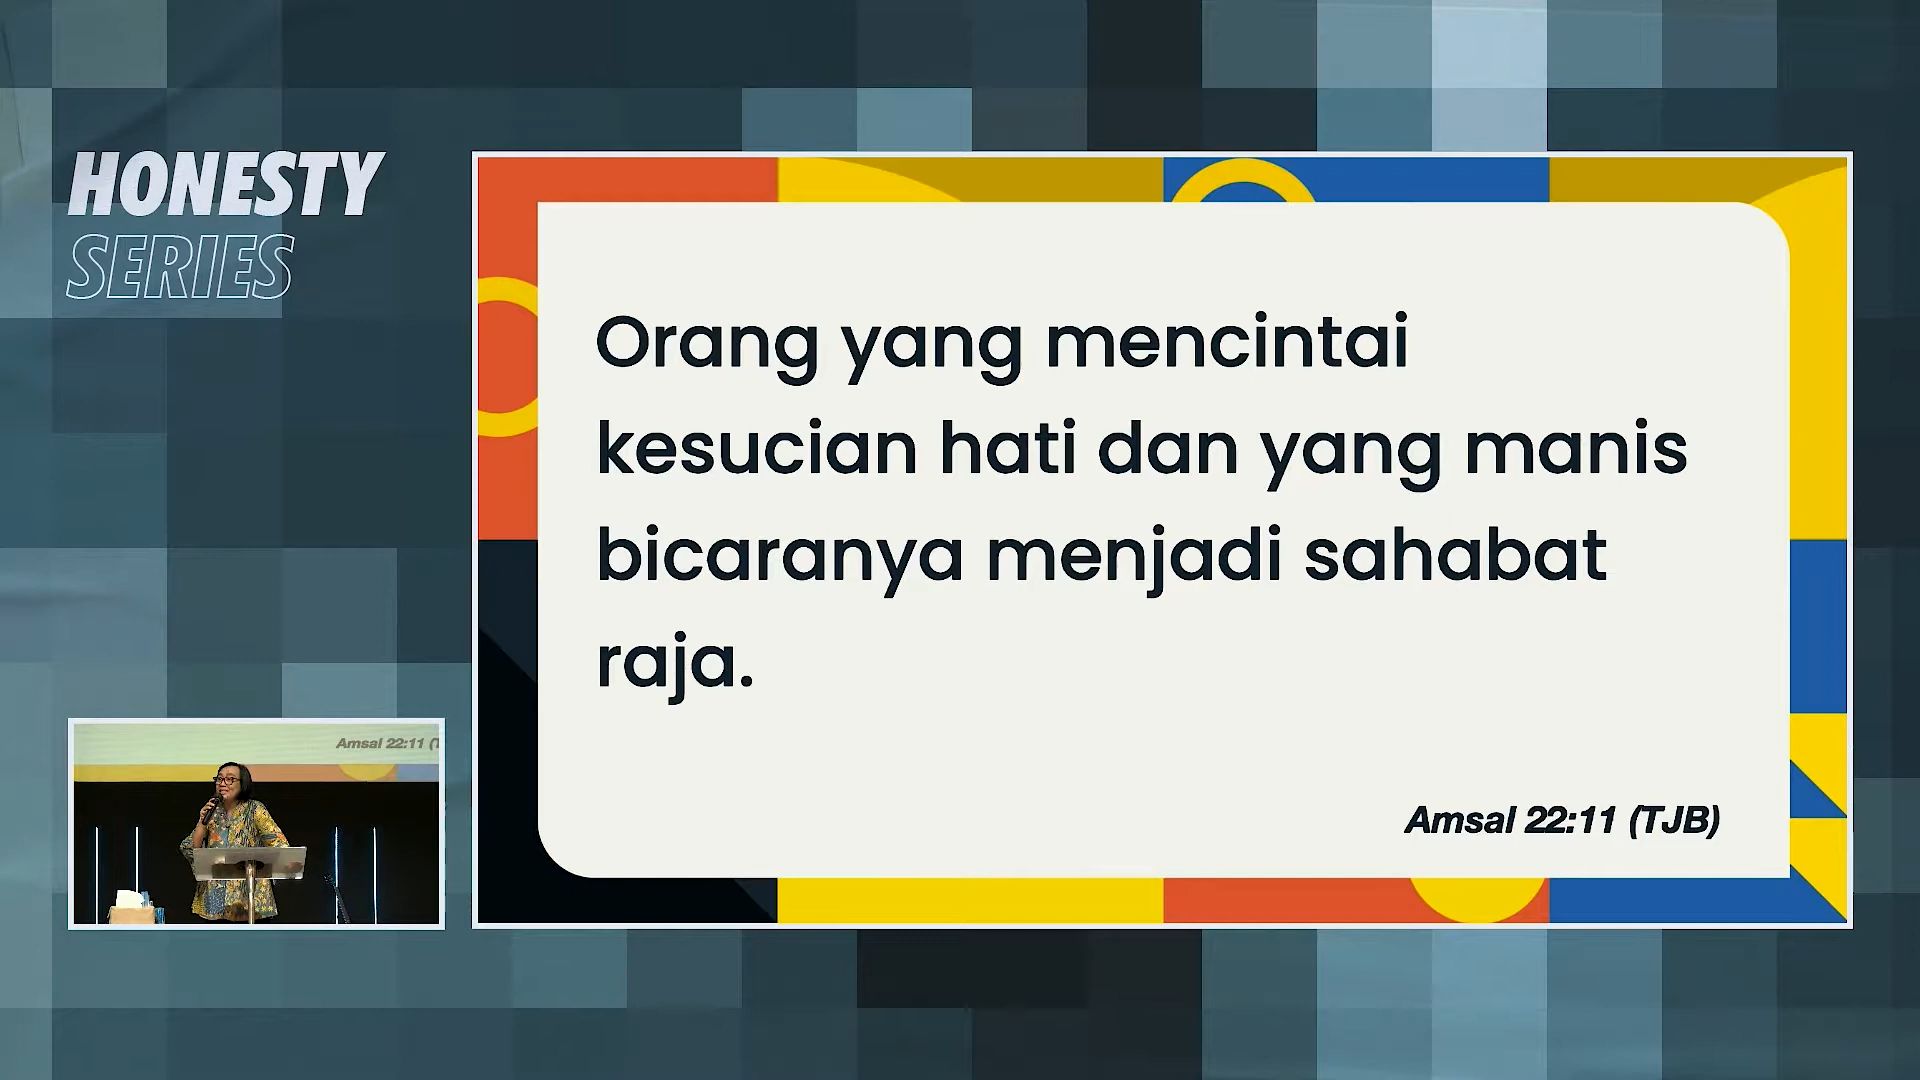 HONESTY
SERIES
Orang yang mencintai
kesucian hati dan yang manis
bicaranya menjadi sahabat
raja.
Amsal 22:11 (TJB)
Amsal 22:11 (T